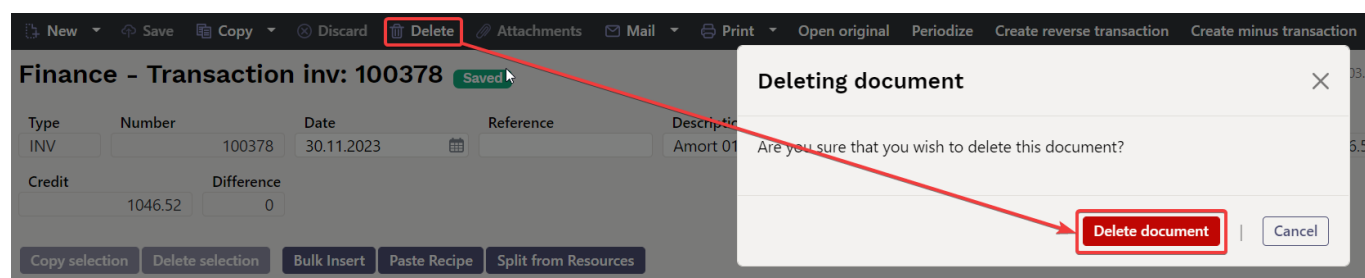 New Save Copy Discard Delete Attachments Mail Print Open original Periodize Create reverse transaction Create minus transaction
Finance - Transaction inv: 100378 Saved
Type Number Date Reference
INV 100378 30.11.2023 Amort 01
Credit Difference
1046.52 0
Copy selection Delete selection Bulk Insert Paste Recipe Split from Resources
Deleting document
Are you sure that you wish to delete this document?
Delete document | Cancel